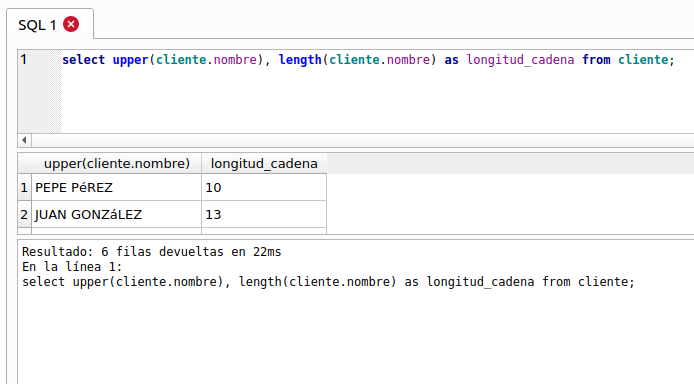 SQL 1
1 select upper(cliente.nombre), length(cliente.nombre) as longitud_cadena from cliente;
upper(cliente.nombre) longitud_cadena
1 PEPE PéREZ 10
2 JUAN GONZáLEZ 13
Resultado: 6 filas devueltas en 22ms
En la línea 1:
select upper(cliente.nombre), length(cliente.nombre) as longitud_cadena from cliente;